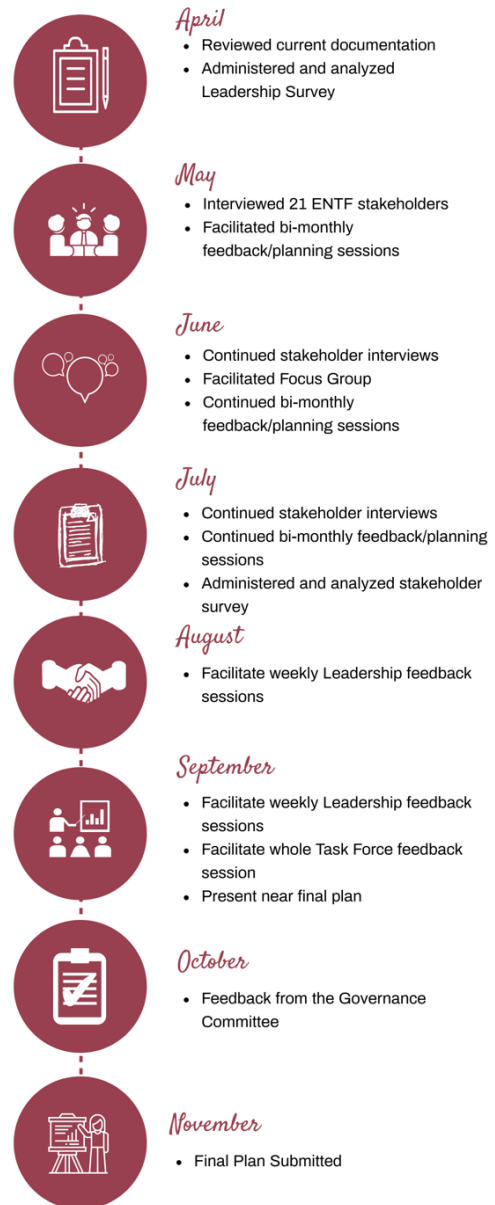 April
• Reviewed current documentation
• Administered and analyzed
Leadership Survey
May
• Interviewed 21 ENTF stakeholders
• Facilitated bi-monthly
feedback/planning sessions
June
• Continued stakeholder interviews
• Facilitated Focus Group
• Continued bi-monthly
feedback/planning sessions
July
• Continued stakeholder interviews
• Continued bi-monthly feedback/planning
sessions
• Administered and analyzed stakeholder
survey
August
• Facilitate weekly Leadership feedback
sessions
September
• Facilitate weekly Leadership feedback
sessions
• Facilitate whole Task Force feedback
session
• Present near final plan
October
• Feedback from the Governance
Committee
November
• Final Plan Submitted